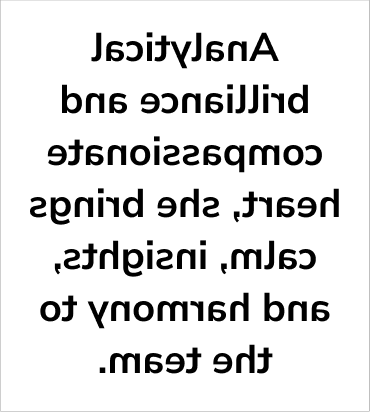 Analytical
brilliance and
compassionate
heart, she brings
calm, insights,
and harmony to
the team.